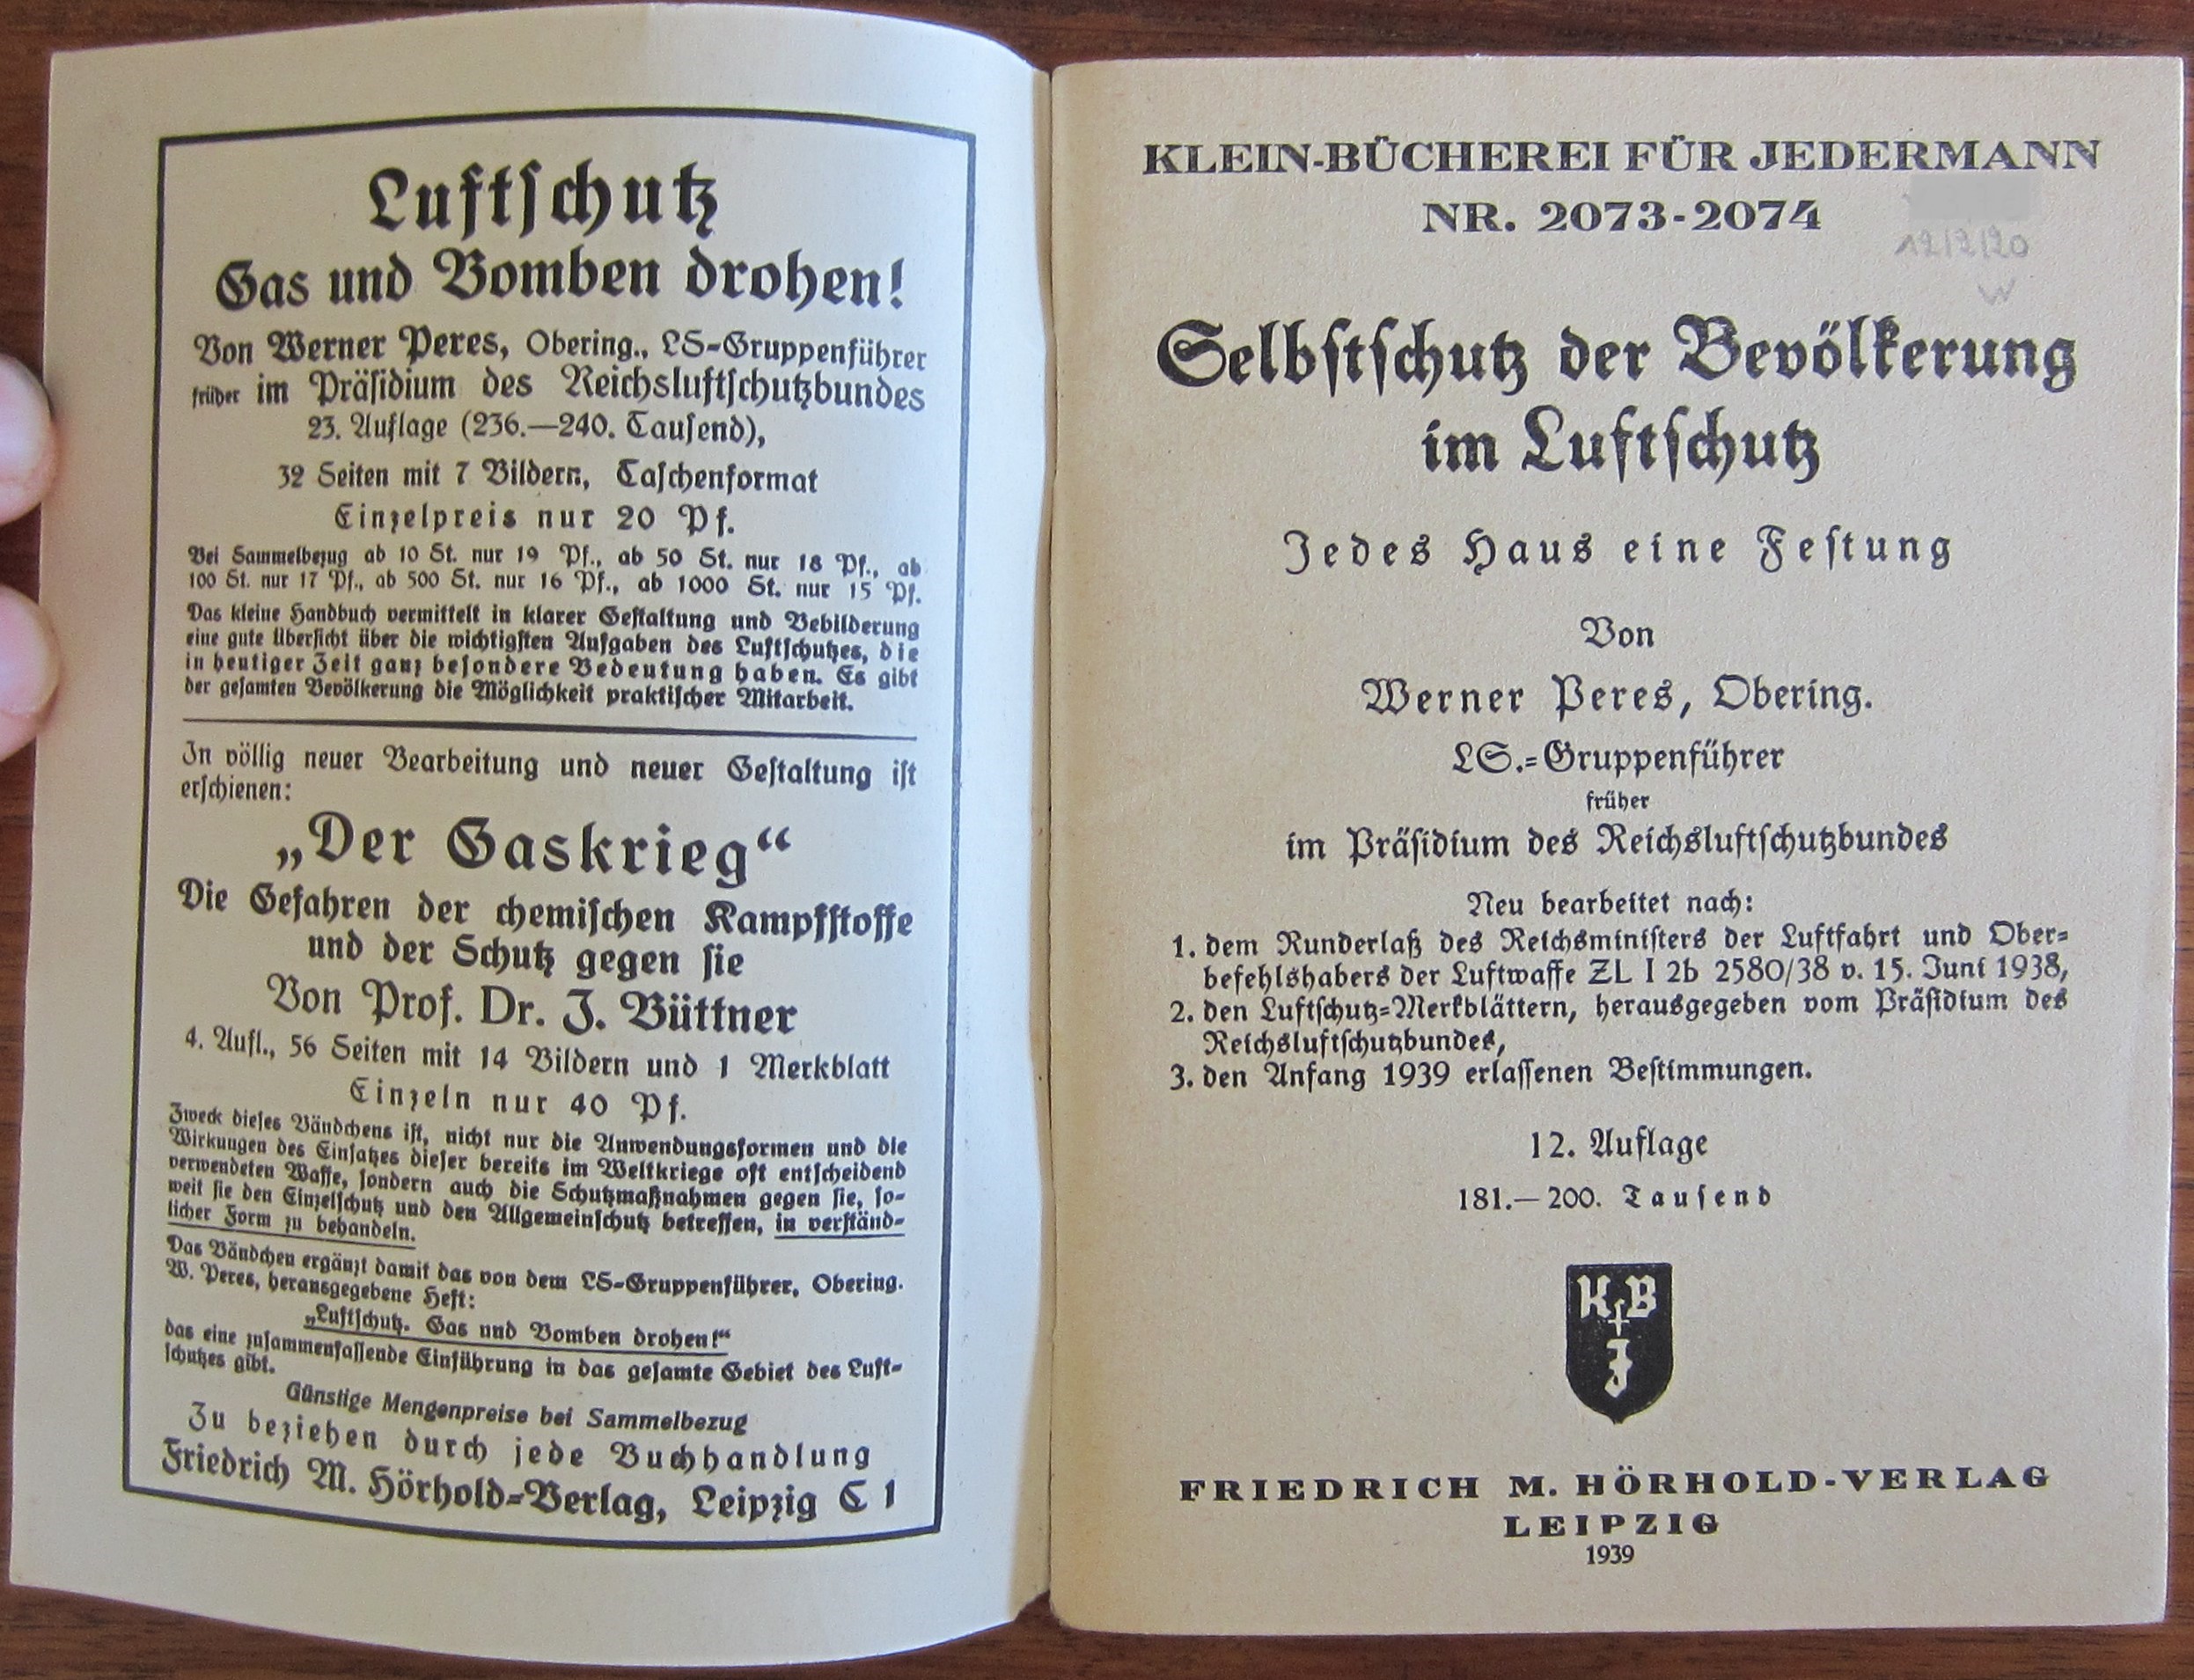 Luftschutz
Gas und Bomben drohen!
Von Werner Peres, Obering., LS-Gruppenführer
früher im Präsidium des Reichsluftschutzbundes
23. Auflage (236.—240. Tausend),
32 Seiten mit 7 Bildern, Taschenformat
Einzelpreis nur 20 Pf.
Bei Sammelbezug ab 10 St. nur 19 Pf., ab 50 St. nur 18 Pf., ab
100 St. nur 17 Pf., ab 500 St. nur 16 Pf., ab 1000 St. nur 15 Pf.
Das kleine Handbuch vermittelt in klarer Gestaltung und Bebilderung
eine gute Übersicht über die wichtigsten Aufgaben des Luftschutzes, die
in heutiger Zeit ganz besondere Bedeutung haben. Es gibt
der gesamten Bevölkerung die Möglichkeit praktischer Mitarbeit.
In völlig neuer Bearbeitung und neuer Gestaltung ist
erschienen:
„Der Gaskrieg“
Die Gefahren der chemischen Kampfstoffe
und der Schutz gegen sie
Von Prof. Dr. J. Büttner
4. Aufl., 56 Seiten mit 14 Bildern und 1 Merkblatt
Einzeln nur 40 Pf.
Zweck dieses Bändchens ist, nicht nur die Anwendungsformen und die
Wirkungen des Einsatzes dieser bereits im Weltkriege oft entscheidend
verwendeten Waffe, sondern auch die Schutzmaßnahmen gegen sie, so-
weit sie den Einzelschutz und den Allgemeinschutz betreffen, in verständ-
licher Form zu behandeln.
Das Bändchen ergänzt damit das von dem LS-Gruppenführer, Obering.
W. Peres, herausgegebene Heft:
„Luftschutz. Gas und Bomben drohen!“
das eine zusammenfassende Einführung in das gesamte Gebiet des Luft-
schutzes gibt.
Günstige Mengenpreise bei Sammelbezug
Zu beziehen durch jede Buchhandlung
Friedrich M. Hörhold-Verlag, Leipzig C 1
KLEIN-BÜCHEREI FÜR JEDERMANN
NR. 2073-2074
12/2/20
W
Selbstschutz der Bevölkerung
im Luftschutz
Jedes Haus eine Festung
Von
Werner Peres, Obering.
LS.-Gruppenführer
früher
im Präsidium des Reichsluftschutzbundes
Neu bearbeitet nach:
1. dem Runderlaß des Reichsministers der Luftfahrt und Ober-
befehlshabers der Luftwaffe ZL I 2b 2580/38 v. 15. Juni 1938,
2. den Luftschutz-Merkblättern, herausgegeben vom Präsidium des
Reichsluftschutzbundes,
3. den Anfang 1939 erlassenen Bestimmungen.
12. Auflage
181.—200. Tausend
K B
f
J
FRIEDRICH M. HÖRHOLD-VERLAG
LEIPZIG
1939